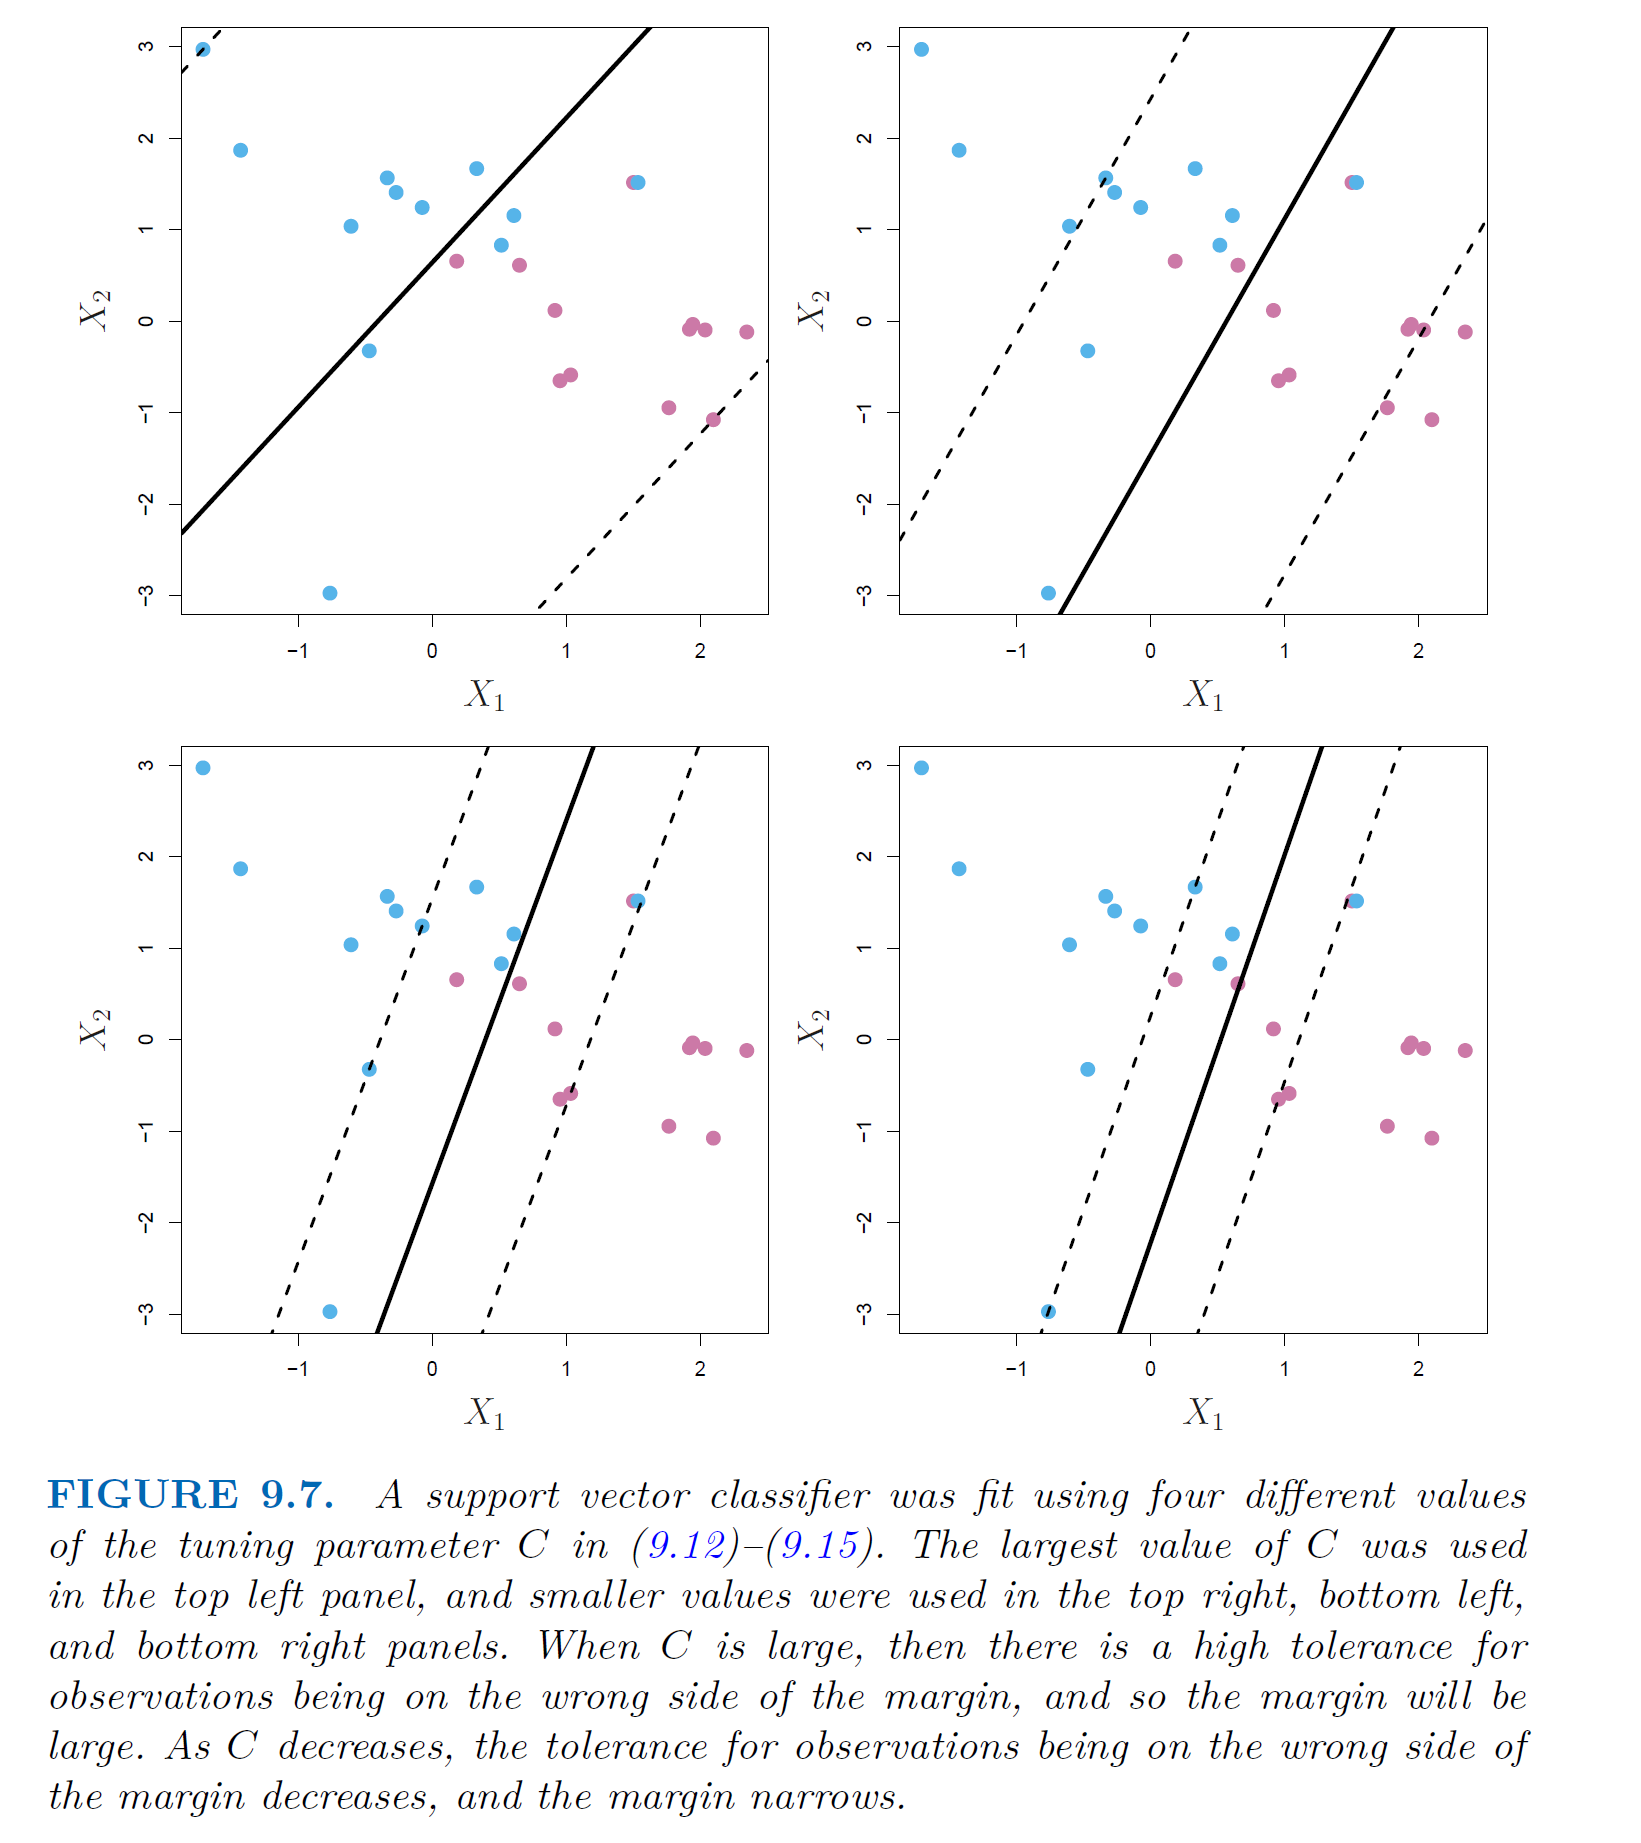 3
2
1
0
−1
−2
−3
X2
−1 0 1 2
X1
3
2
1
0
−1
−2
−3
X2
−1 0 1 2
X1
3
2
1
0
−1
−2
−3
X2
−1 0 1 2
X1
3
2
1
0
−1
−2
−3
X2
−1 0 1 2
X1
FIGURE 9.7. A support vector classifier was fit using four different values
of the tuning parameter C in (9.12)–(9.15). The largest value of C was used
in the top left panel, and smaller values were used in the top right, bottom left,
and bottom right panels. When C is large, then there is a high tolerance for
observations being on the wrong side of the margin, and so the margin will be
large. As C decreases, the tolerance for observations being on the wrong side of
the margin decreases, and the margin narrows.